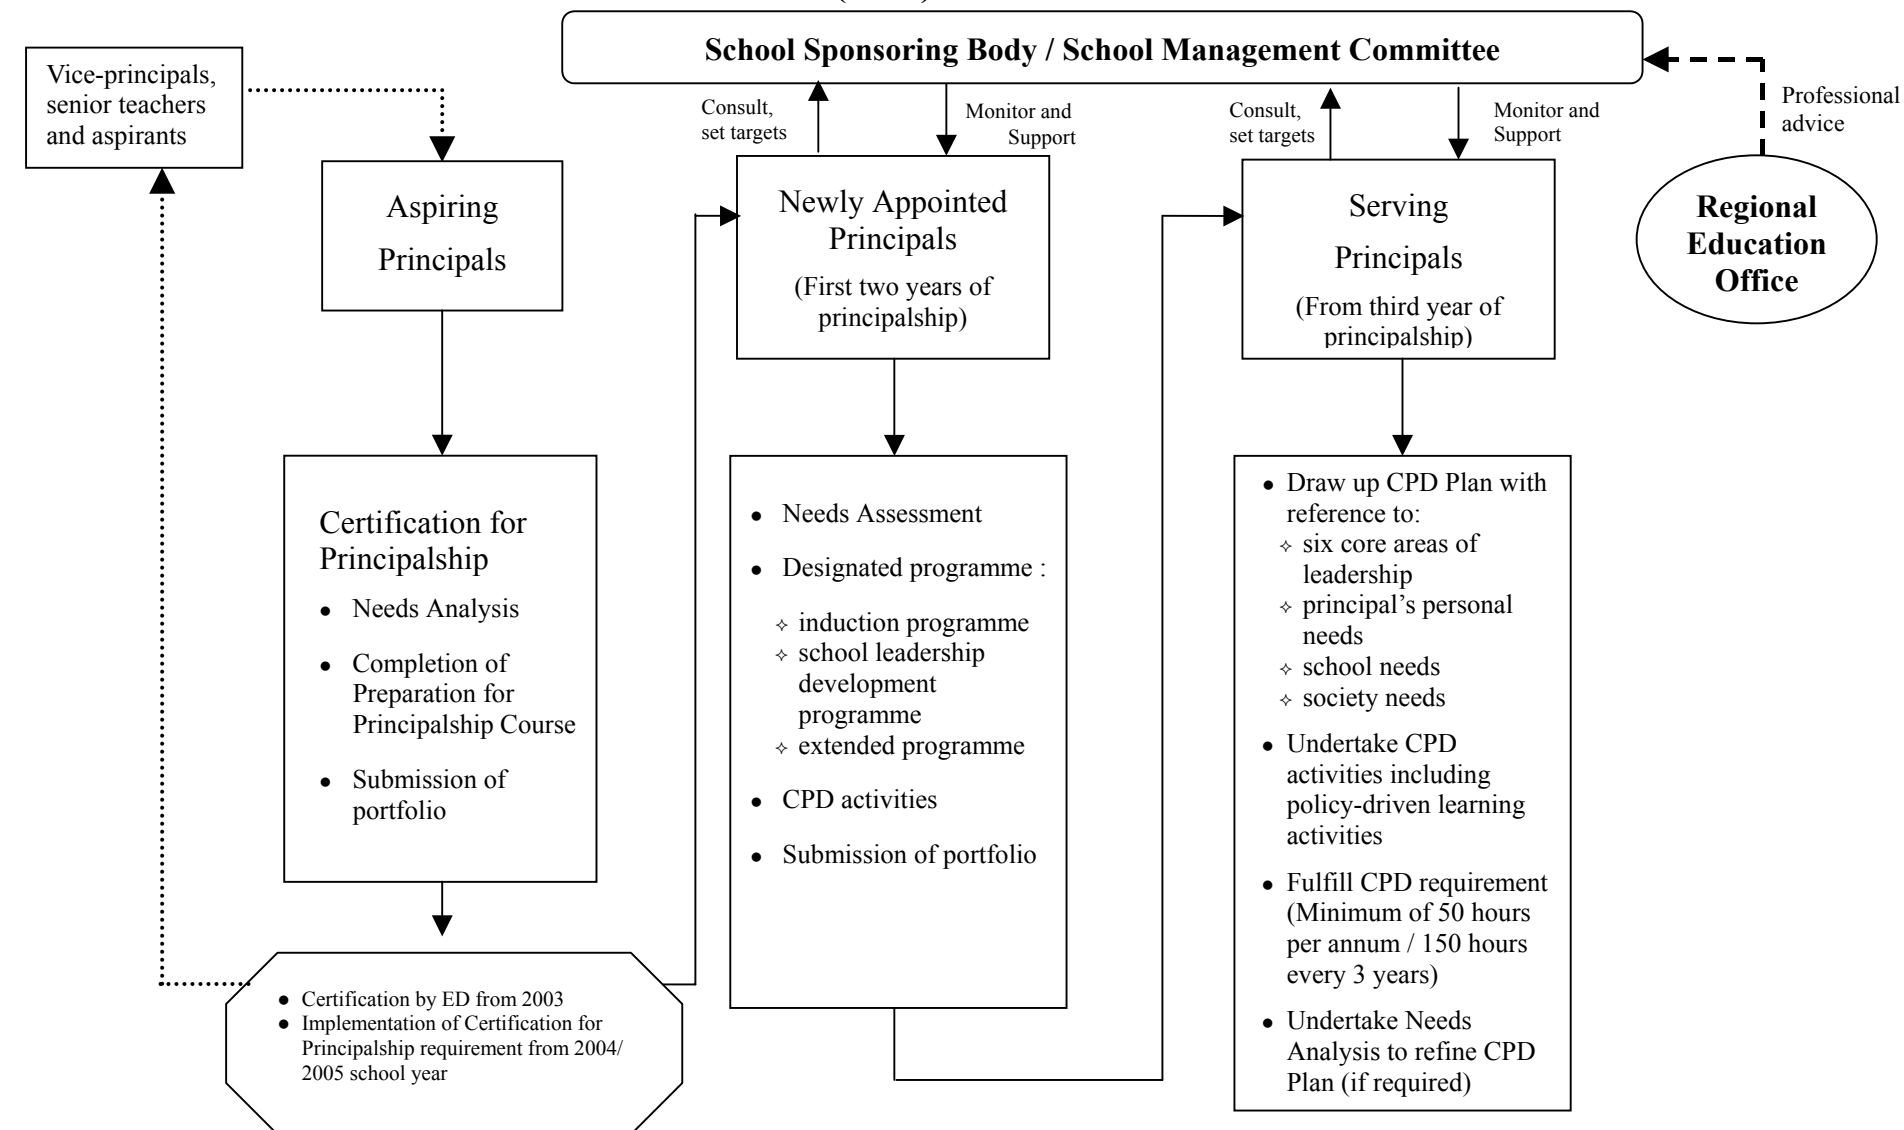 School Sponsoring Body / School Management Committee
Vice-principals,
senior teachers
and aspirants
Consult,
set targets
Monitor and
Support
Consult,
set targets
Monitor and
Support
Professional
advice
Aspiring
Principals
Newly Appointed
Principals
(First two years of
principalship)
Serving
Principals
(From third year of
principalship)
Regional
Education
Office
Certification for
Principalship
● Needs Analysis
● Completion of
Preparation for
Principalship Course
● Submission of
portfolio
● Needs Assessment
● Designated programme :
✧ induction programme
✧ school leadership
development
programme
✧ extended programme
● CPD activities
● Submission of portfolio
● Draw up CPD Plan with
reference to:
✧ six core areas of
leadership
✧ principal’s personal
needs
✧ school needs
✧ society needs
● Undertake CPD
activities including
policy-driven learning
activities
● Fulfill CPD requirement
(Minimum of 50 hours
per annum / 150 hours
every 3 years)
● Undertake Needs
Analysis to refine CPD
Plan (if required)
● Certification by ED from 2003
● Implementation of Certification for
Principalship requirement from 2004/
2005 school year